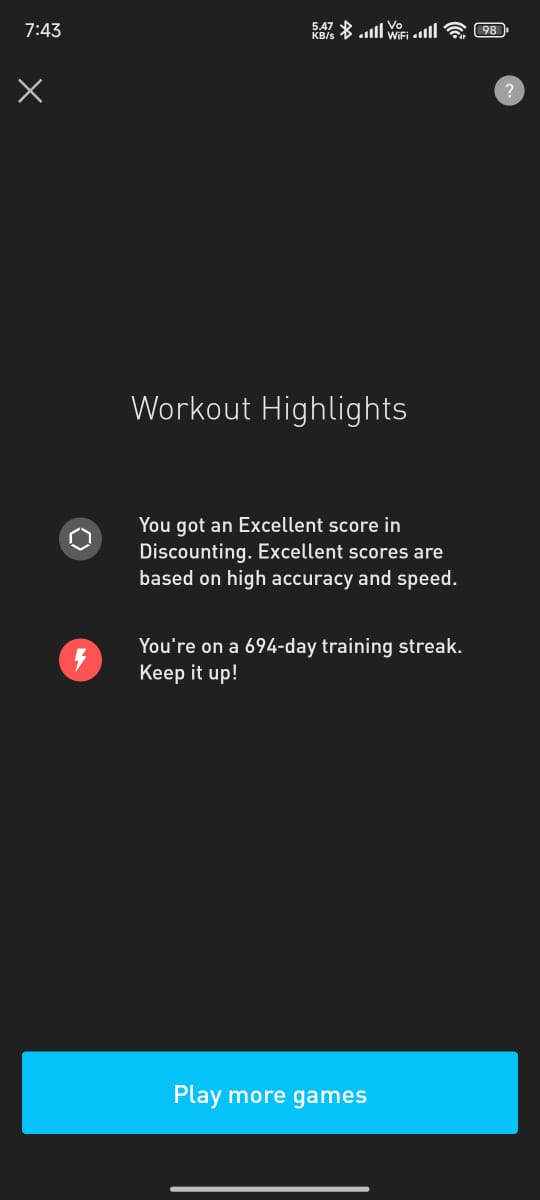 7:43
5.47
KB/s
Vo
WiFi
98
?
Workout Highlights
You got an Excellent score in
Discounting. Excellent scores are
based on high accuracy and speed.
You're on a 694-day training streak.
Keep it up!
Play more games